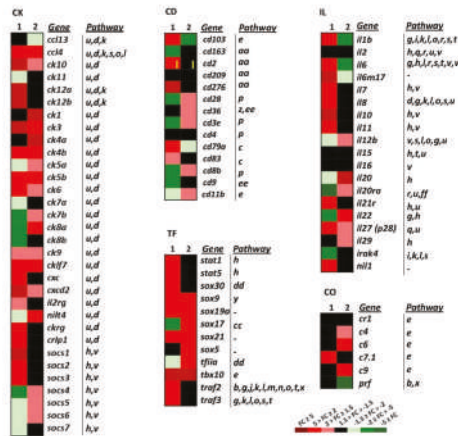 CK
1 2 Gene Pathway
ccl13 u,d,k
ccl4 u,d,k,s,o,l
ck10 u,d
ck11 u,d
ck12a u,d,k
ck12b u,d,k
ck1 u,d
ck3 u,d
ck4a u,d
ck4b u,d
ck5a u,d
ck5b u,d
ck6 u,d
ck7a u,d
ck7b u,d
ck8a u,d
ck8b u,d
ck9 u,d
cklf7 u,d
cxc u,d
cxcd2 u,d
il2rg u,d
nilt4 u,d
ckrg u,d
crlp1 u,d
socs1 h,v
socs2 h,v
socs3 h,v
socs4 h,v
socs5 h,v
socs6 h,v
socs7 h,v
CD
1 2 Gene Pathway
cd103 e
cd163 aa
cd2 aa
cd209 aa
cd276 aa
cd28 p
cd36 z,ee
cd3e p
cd4 p
cd79a c
cd83 c
cd8b p
cd9 ee
cd11b e
TF
1 2 Gene Pathway
stat1 h
stat5 h
sox30 dd
sox9 y
sox19a -
sox17 cc
sox21 -
sox5 -
tfiia dd
tbx10 e
traf2 b,g,j,k,l,m,n,o,t,x
traf3 g,k,l,o,s,t
IL
1 2 Gene Pathway
il1b g,i,k,l,o,r,s,t
il2 h,q,r,u,v
il6 g,h,l,r,s,t,v,v
il6m17 -
il7 h,v
il8 d,g,k,l,o,s,u
il10 h,v
il11 h,v
il12b v,s,l,o,g,u
il15 h,t,u
il16 v
il20 h
il20ra r,u,ff
il21r h,u
il22 g,h
il27 (p28) q,u
il29 h
irak4 i,k,l,s
nil1 -
CO
1 2 Gene Pathway
cr1 e
c4 e
c6 e
c7.1 e
c9 e
prf b,x